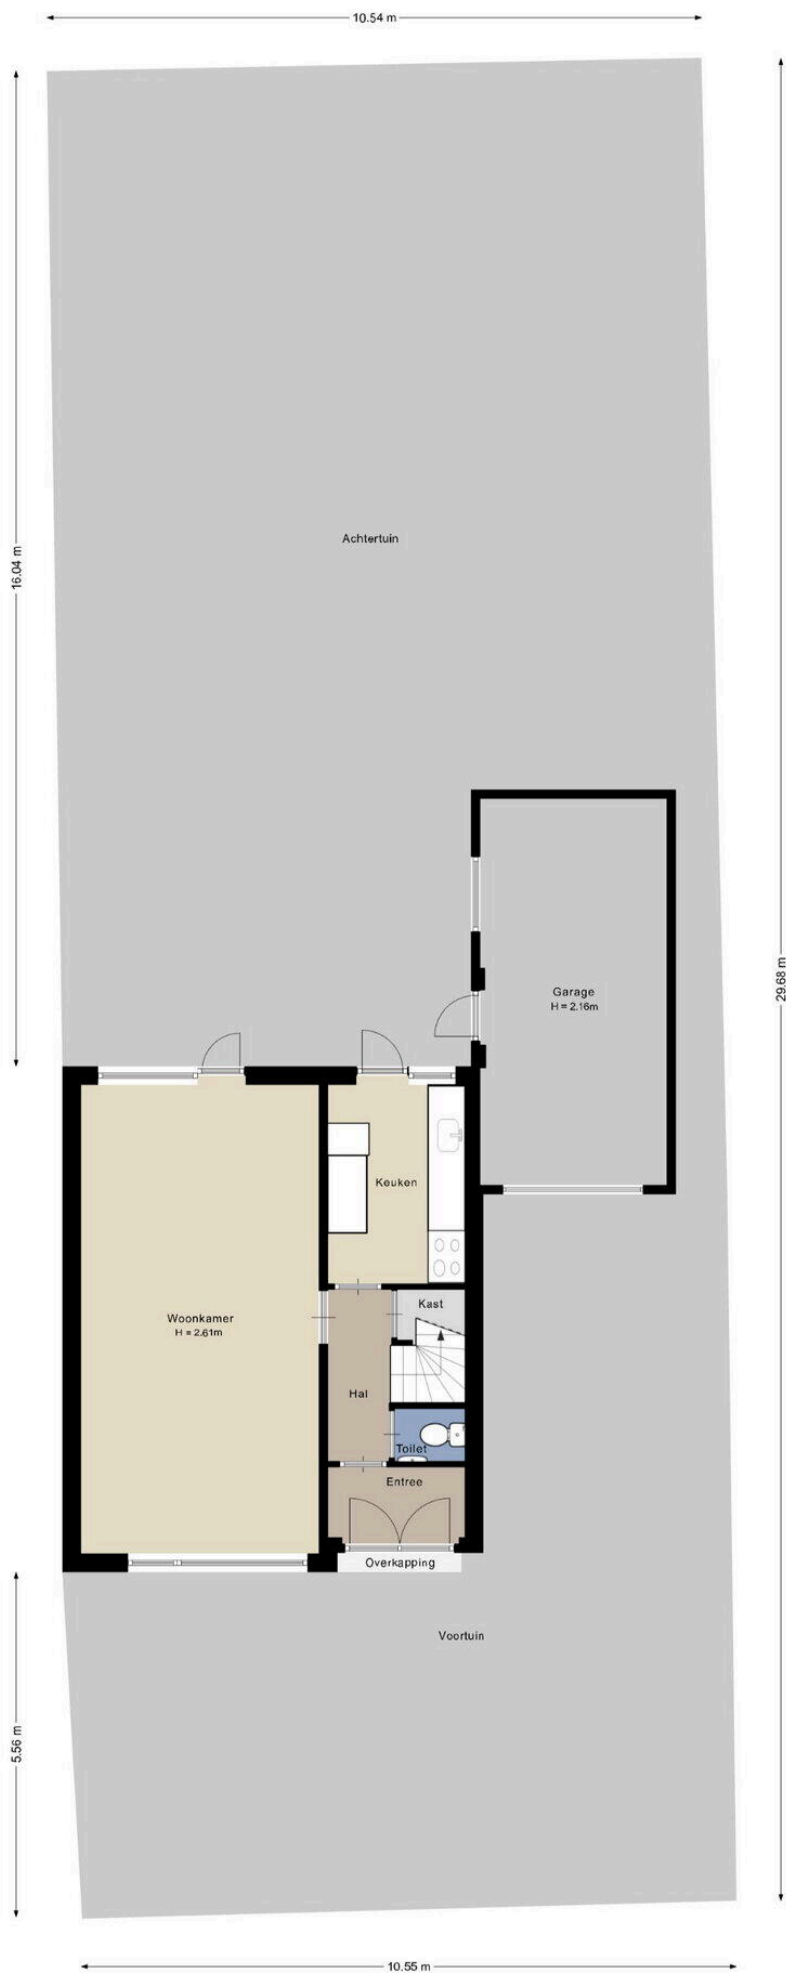 10.54 m
16.04 m
Achtertuin
29.68 m
Garage
H = 2.16m
Keuken
Kast
Woonkamer
H = 2.61m
Hal
Toilet
Entree
Overkapping
Voortuin
5.56 m
10.55 m